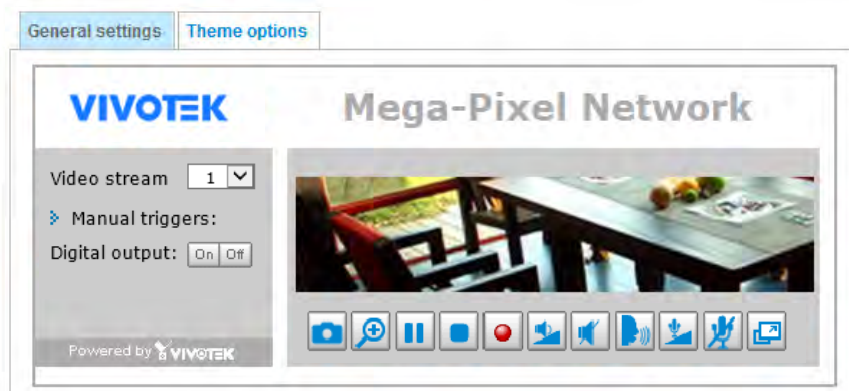 General settings
Theme options
VIVOTEK
Mega-Pixel Network
Video stream 1
Manual triggers:
Digital output: On Off
Powered by VIVOTEK